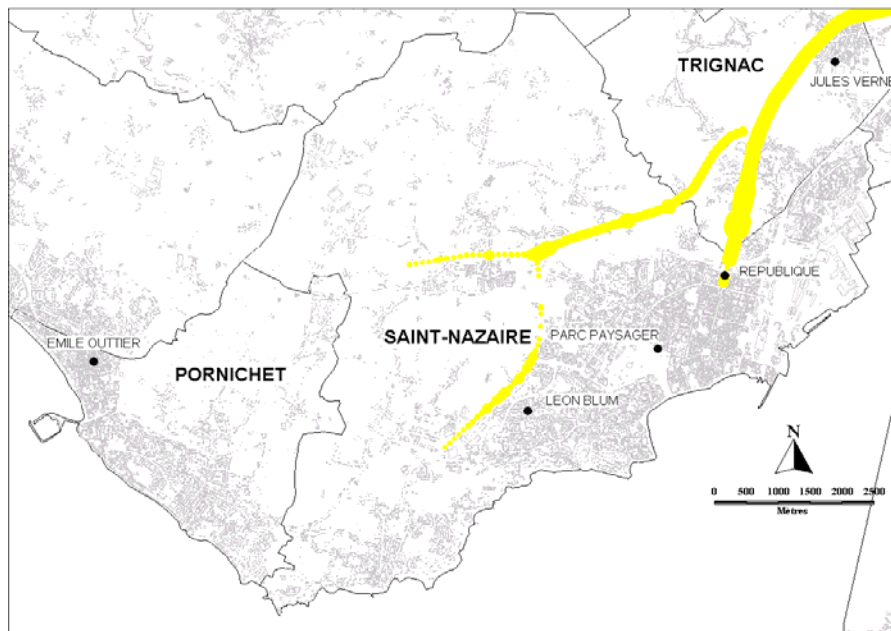 TRIGNAC
JULES VERNE
REPUBLIQUE
EMILE OUTTIER
SAINT-NAZAIRE
PARC PAYSAGER
PORNICHET
LEON BLUM
N
0 500 1000 1500 2000 2500
Mètres